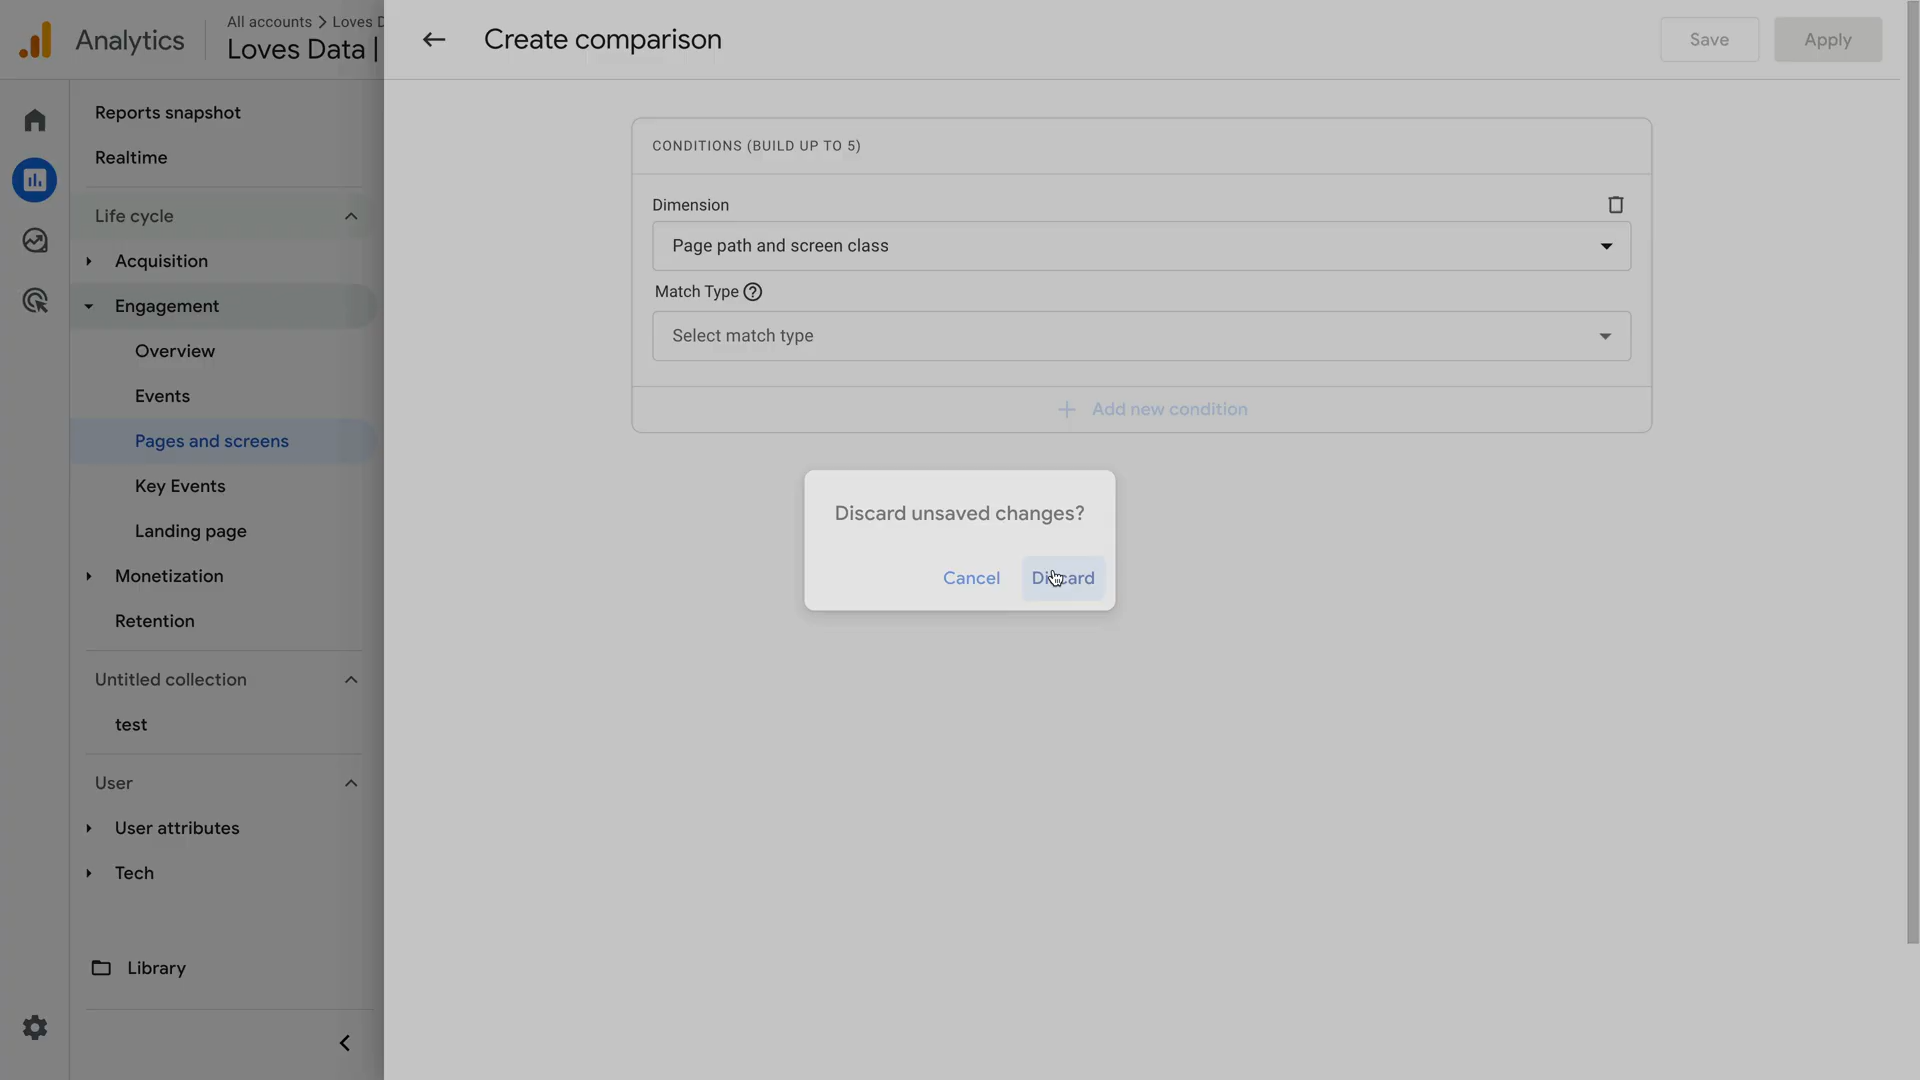 Analytics
All accounts > Loves D
Loves Data |
Create comparison
Save
Apply
Reports snapshot
Realtime
Life cycle
Acquisition
Engagement
Overview
Events
Pages and screens
Key Events
Landing page
Monetization
Retention
Untitled collection
test
User
User attributes
Tech
Library
CONDITIONS (BUILD UP TO 5)
Dimension
Page path and screen class
Match Type
Select match type
+ Add new condition
Discard unsaved changes?
Cancel
Discard